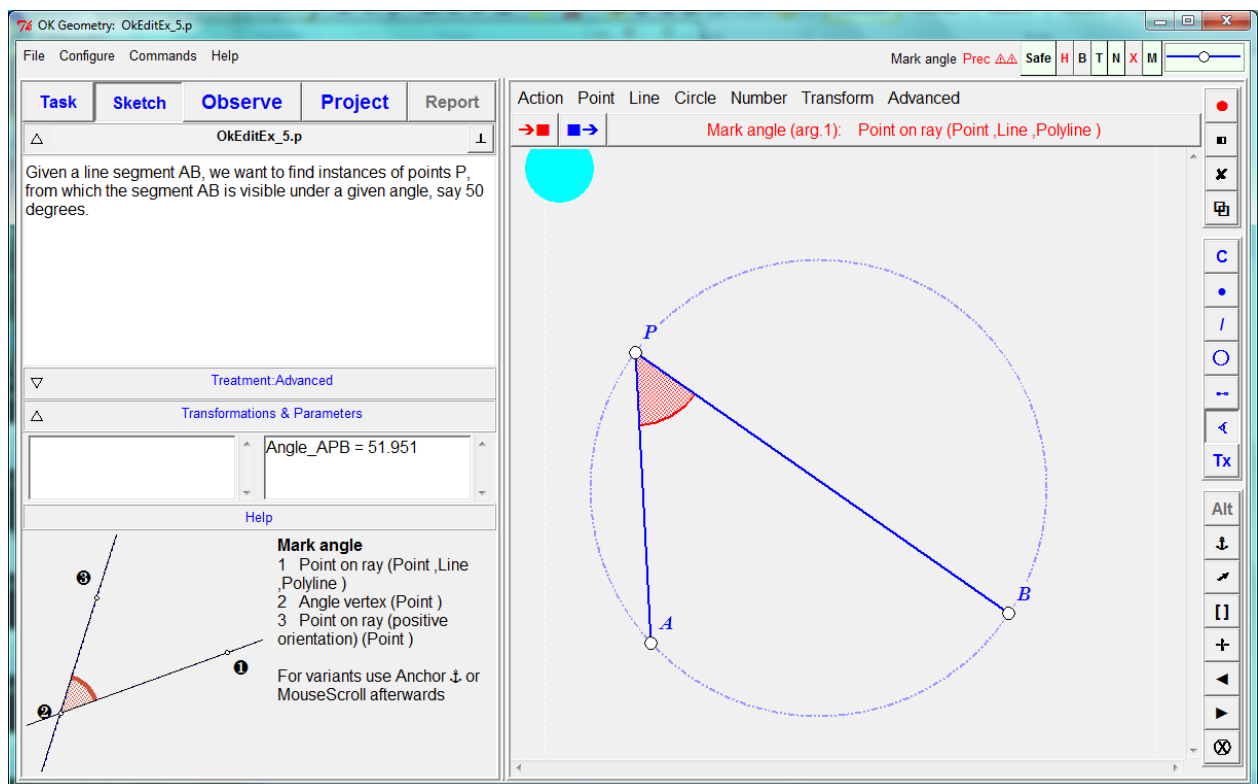 OK Geometry: OkEditEx_5.p
File Configure Commands Help
Mark angle Prec ⚠⚠ Safe H B T N X M
Task Sketch Observe Project Report
OkEditEx_5.p
Given a line segment AB, we want to find instances of points P,
from which the segment AB is visible under a given angle, say 50
degrees.
Treatment:Advanced
Transformations & Parameters
Angle_APB = 51.951
Help
Mark angle
1 Point on ray (Point ,Line
,Polyline )
2 Angle vertex (Point )
3 Point on ray (positive
orientation) (Point )
For variants use Anchor ⚓ or
MouseScroll afterwards
❸
❶
❷
Action Point Line Circle Number Transform Advanced
Mark angle (arg.1): Point on ray (Point ,Line ,Polyline )
P
A
B
C
Tx
Alt
[ ]